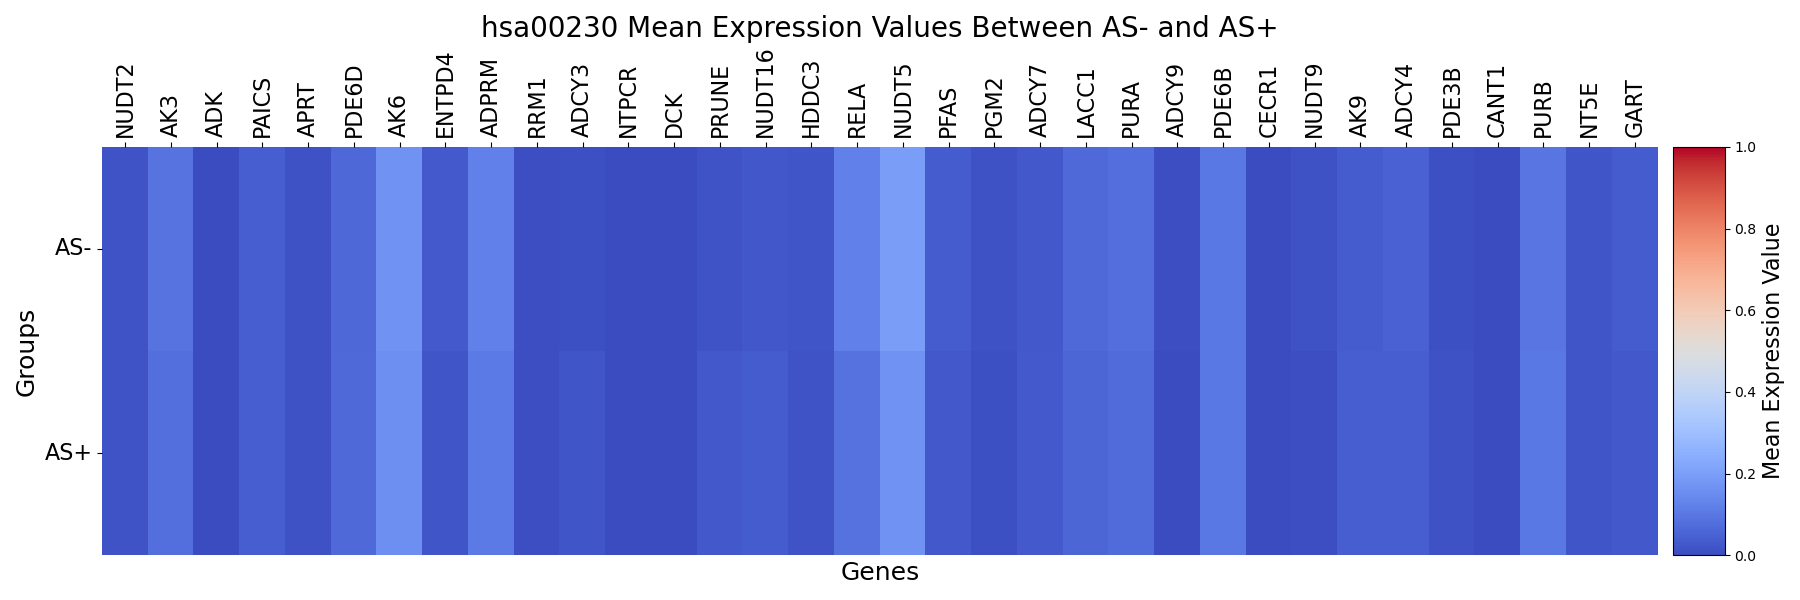 hsa00230 Mean Expression Values Between AS- and AS+
NUDT2
AK3
ADK
PAICS
APRT
PDE6D
AK6
ENTPD4
ADPRM
RRM1
ADCY3
NTPCR
DCK
PRUNE
NUDT16
HDDC3
RELA
NUDT5
PFAS
PGM2
ADCY7
LACC1
PURA
ADCY9
PDE6B
CECR1
NUDT9
AK9
ADCY4
PDE3B
CANT1
PURB
NT5E
GART
Groups
AS-
AS+
Genes
1.0
0.8
0.6
0.4
0.2
0.0
Mean Expression Value